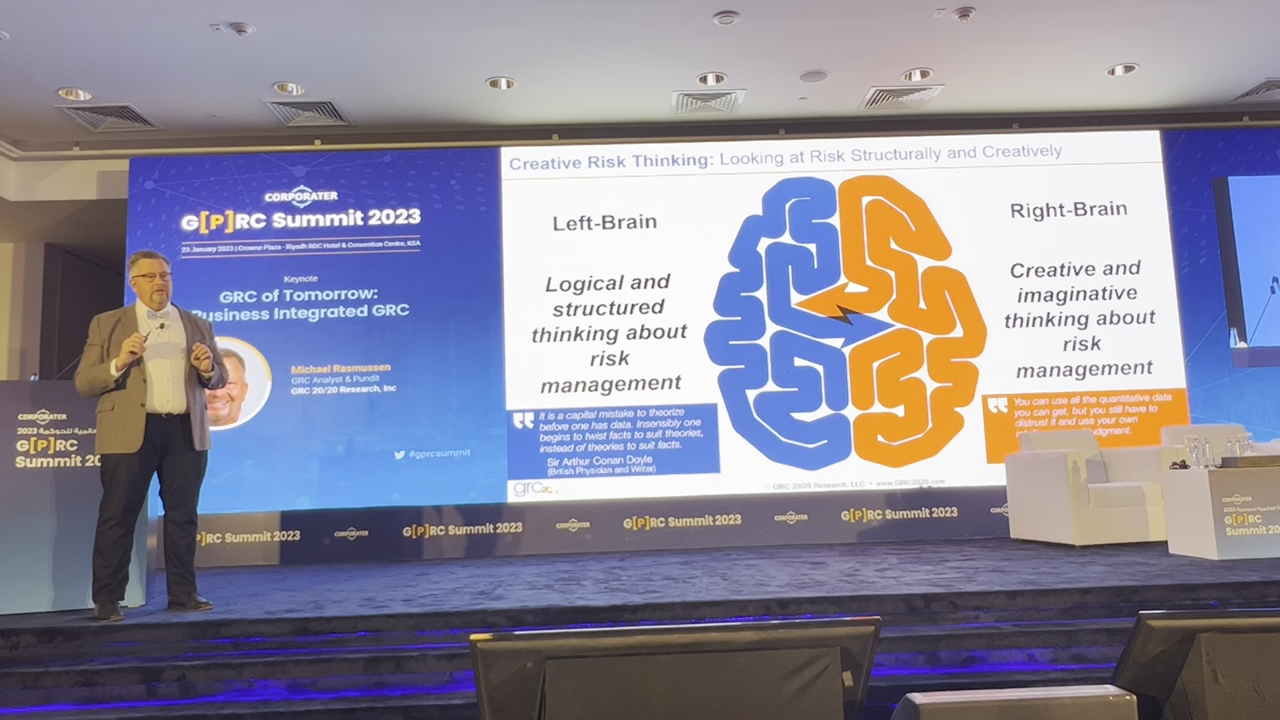 CORPORATER
G[P]RC Summit 2023
23 January 2023 | Crowne Plaza - Riyadh RDC Hotel & Convention Centre, KSA
Keynote
GRC of Tomorrow:
Business Integrated GRC
Michael Rasmussen
GRC Analyst & Pundit
GRC 20/20 Research, Inc
#gprcsummit
Creative Risk Thinking: Looking at Risk Structurally and Creatively
Left-Brain
Logical and
structured
thinking about
risk
management
It is a capital mistake to theorize
before one has data. Insensibly one
begins to twist facts to suit theories,
instead of theories to suit facts.
Sir Arthur Conan Doyle
(British Physician and Writer)
Right-Brain
Creative and
imaginative
thinking about
risk
management
You can use all the quantitative data
you can get, but you still have to
distrust it and use your own
grc
© GRC 20/20 Research, LLC • www.GRC2020.com
CORPORATER
2023 
G[P]RC
Summit 20
P]RC Summit 2023
CORPORATER
G[P]RC Summit 2023
CORPORATER
G[P]RC Summit 2023
CORPORATER
G[P]RC Summit 2023
CORPORATER
G[P]RC
Summit 20